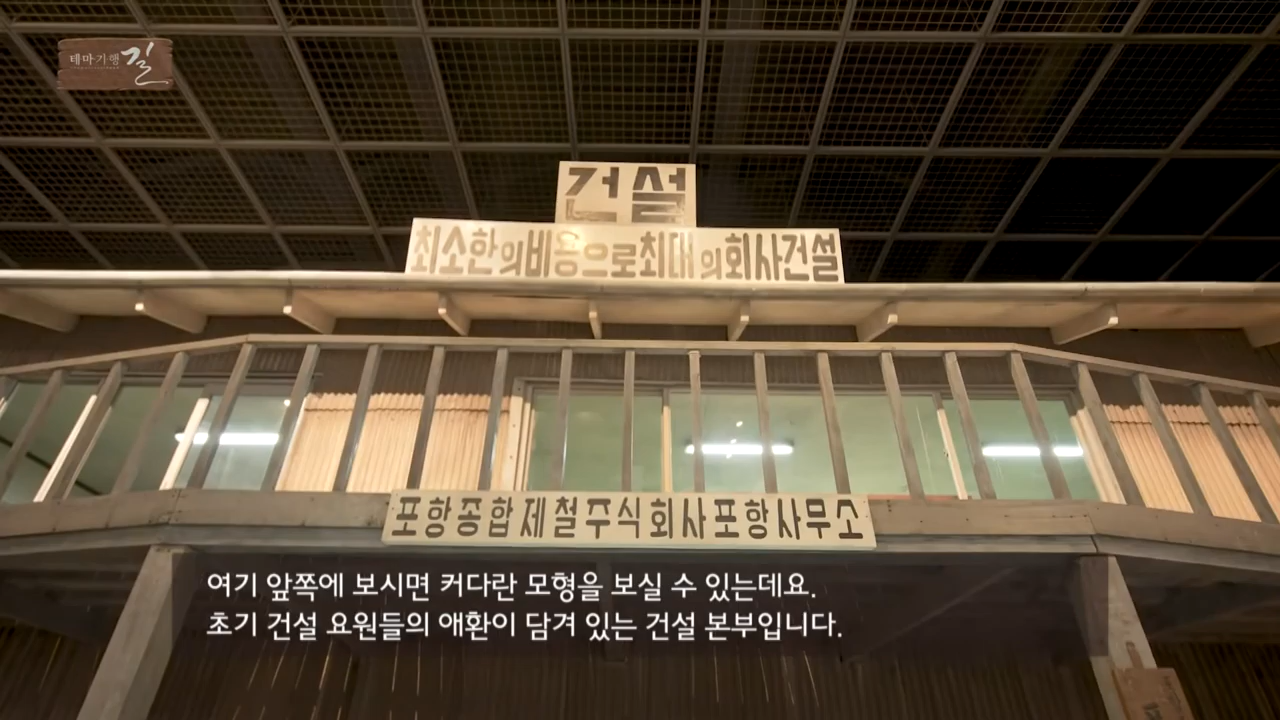 테마기행 길
건설
최소한의비용으로최대의회사건설
포항종합제철주식회사포항사무소
여기 앞쪽에 보시면 커다란 모형을 보실 수 있는데요.
초기 건설 요원들의 애환이 담겨 있는 건설 본부입니다.